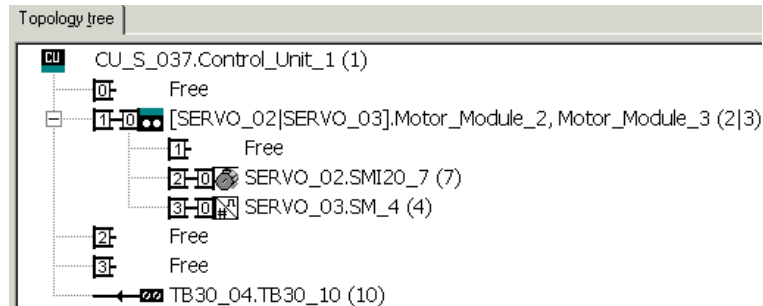 Topology tree
CU CU_S_037.Control_Unit_1 (1)
0 Free
1 0 [SERVO_02|SERVO_03].Motor_Module_2, Motor_Module_3 (2|3)
1 Free
2 0 SERVO_02.SMI20_7 (7)
3 0 # SERVO_03.SM_4 (4)
2 Free
3 Free
TB30_04.TB30_10 (10)